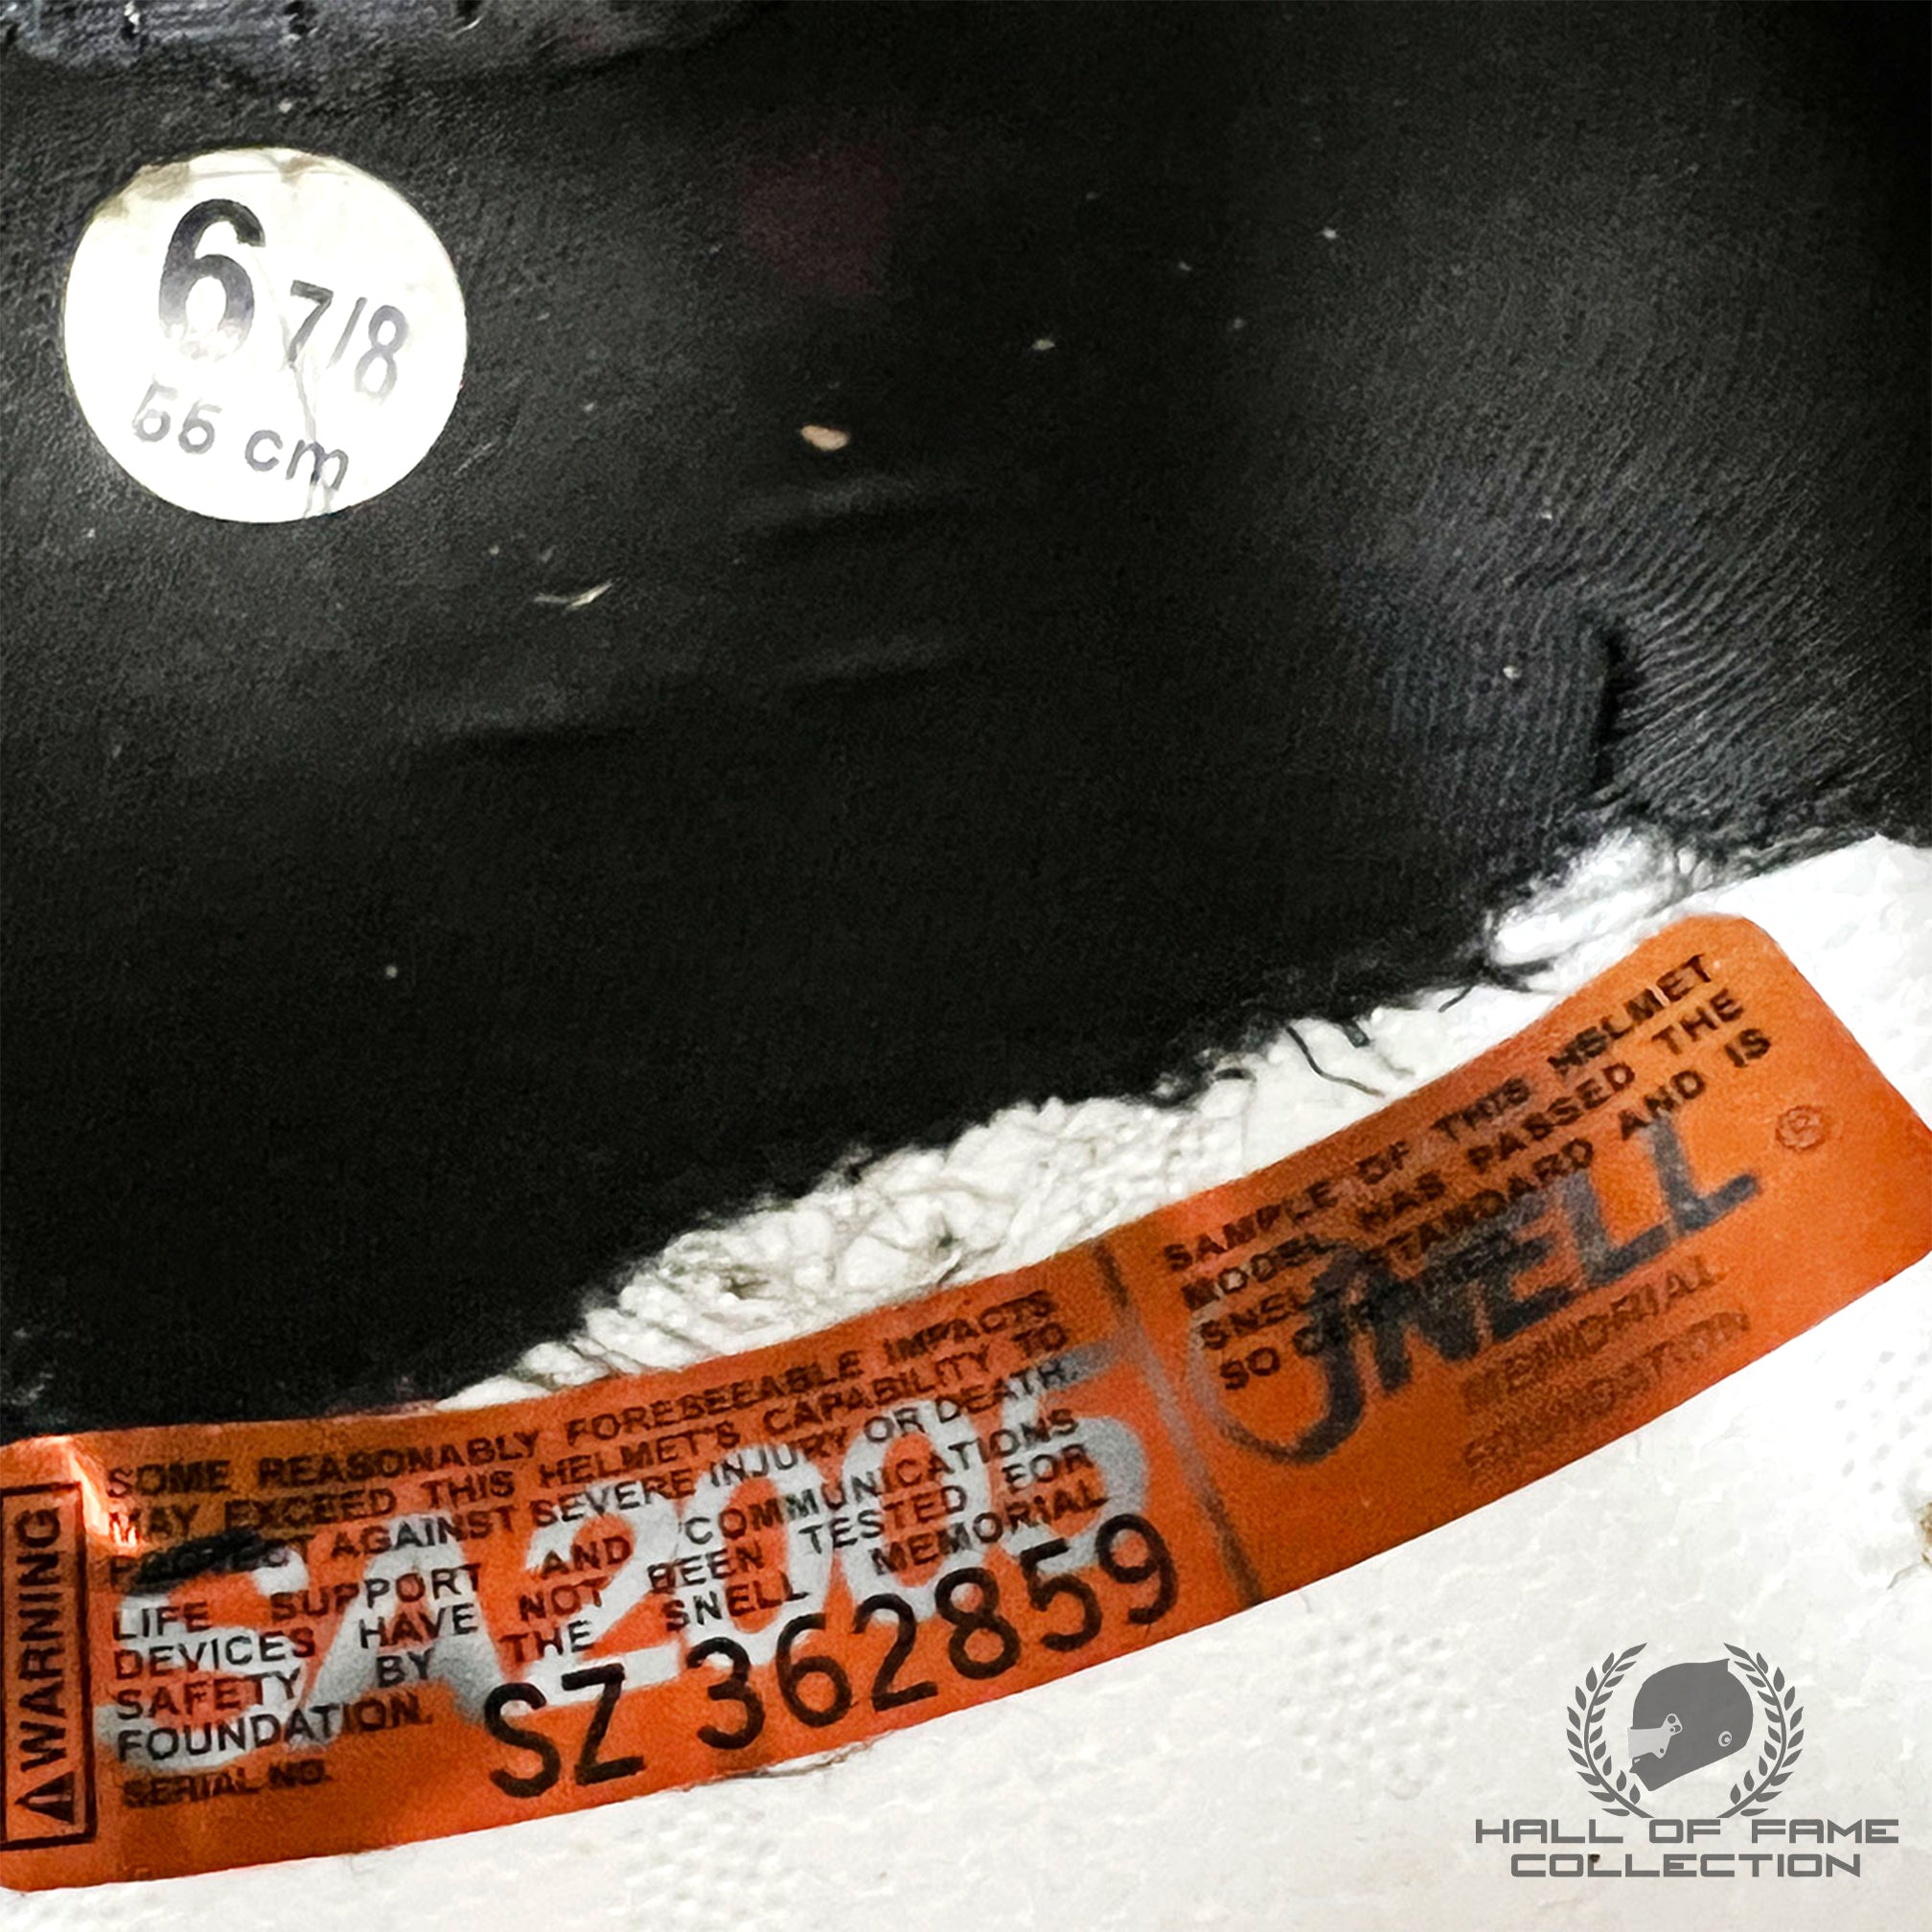 6 7/8
55 cm
SAMPLE OF THIS HELMET
MODEL HAS PASSED THE
SNELL STANDARD AND IS
SO
SNELL ®
MEMORIAL
FOUNDATION
WARNING
SOME REASONABLY FORESEEABLE IMPACTS
MAY EXCEED THIS HELMET'S CAPABILITY TO
PROTECT AGAINST SEVERE INJURY OR DEATH.
LIFE SUPPORT AND COMMUNICATIONS
DEVICES HAVE NOT BEEN TESTED FOR
SAFETY BY THE SNELL MEMORIAL
FOUNDATION.
SA2005
SERIAL NO. SZ 362859
HALL OF FAME
COLLECTION